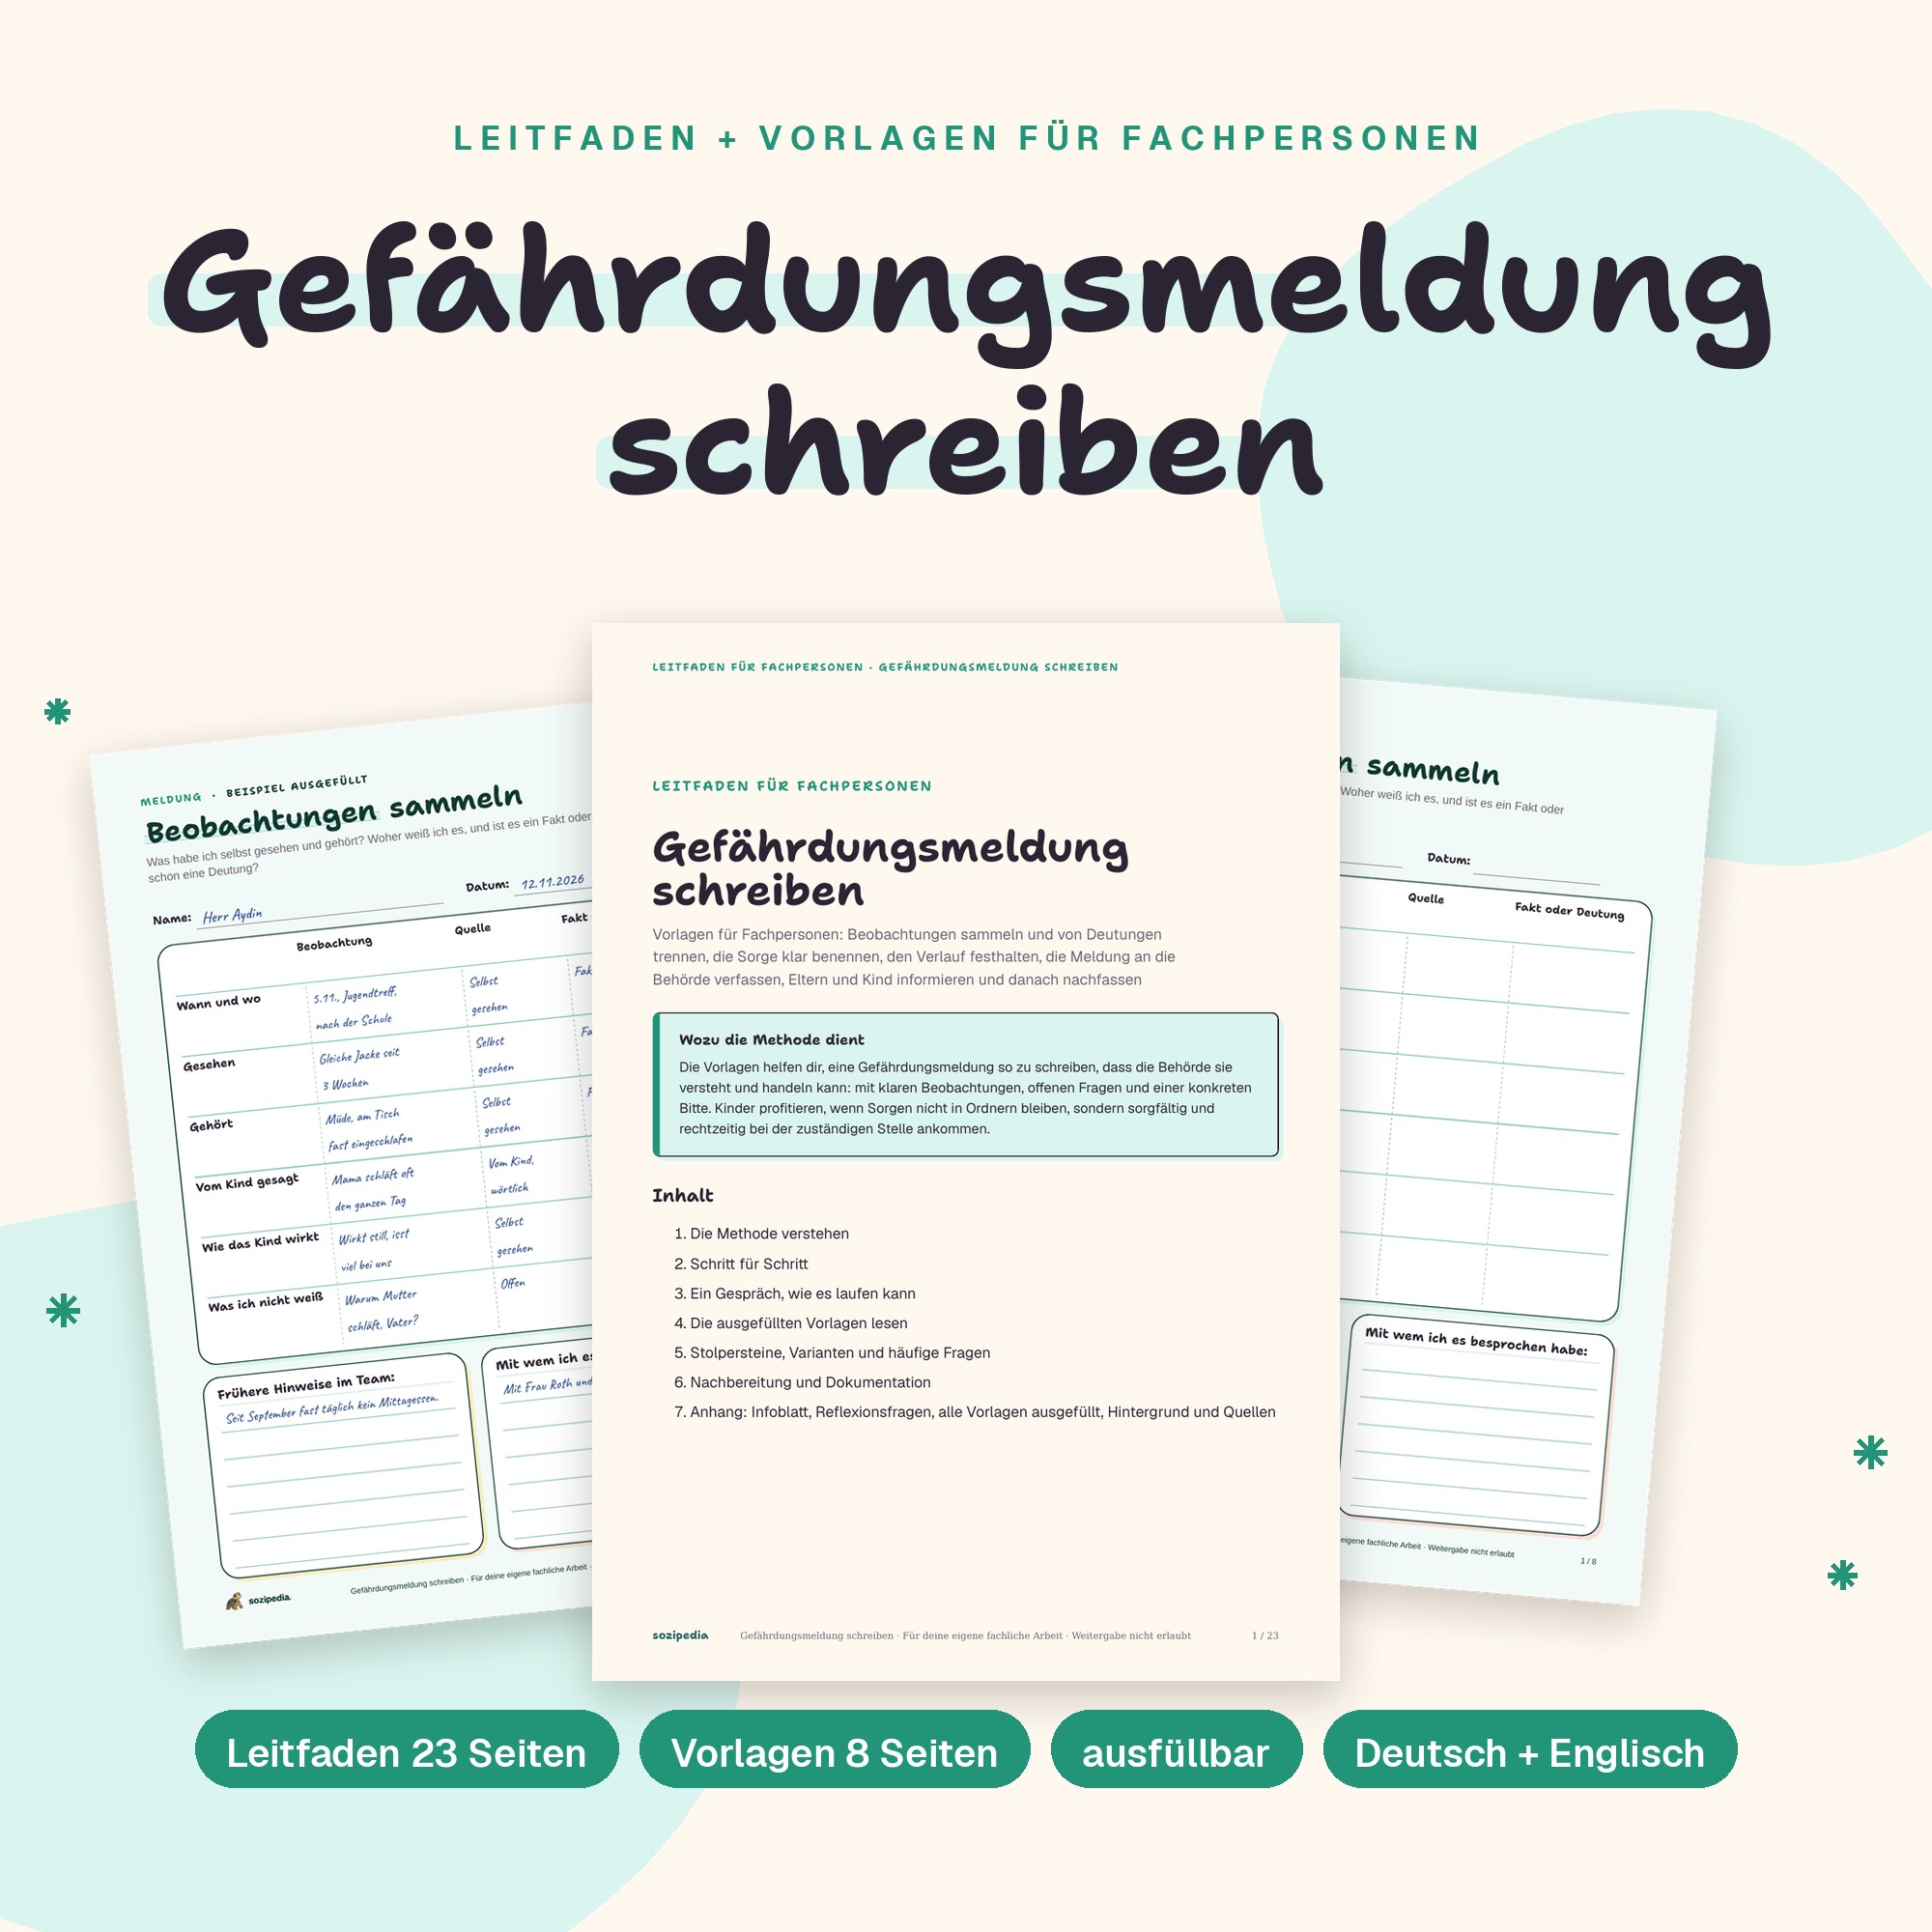 LEITFADEN + VORLAGEN FÜR FACHPERSONEN
Gefährdungsmeldung
schreiben
MELDUNG · BEISPIEL AUSGEFÜLLT
Beobachtungen sammeln
Was habe ich selbst gesehen und gehört? Woher weiß ich es, und ist es ein Fakt oder
schon eine Deutung?
Name: Herr Aydin
Datum: 12.11.2026
Beobachtung Quelle Fakt
Wann und wo
5.11., Jugendtreff,
nach der Schule
Selbst
gesehen
Gesehen
Gleiche Jacke seit
3 Wochen
Selbst
gesehen
Gehört
Müde, am Tisch
fast eingeschlafen
Selbst
gesehen
Vom Kind gesagt
Mama schläft oft
den ganzen Tag
Vom Kind,
wörtlich
Wie das Kind wirkt
Wirkt still, isst
viel bei uns
Selbst
gesehen
Was ich nicht weiß
Warum Mutter
schläft, Vater?
Offen
Frühere Hinweise im Team:
Seit September fast täglich kein Mittagessen.
Mit wem ich es
Mit Frau Roth und
sozipedia.
Gefährdungsmeldung schreiben · Für deine eigene fachliche Arbeit ·
LEITFADEN FÜR FACHPERSONEN · GEFÄHRDUNGSMELDUNG SCHREIBEN
LEITFADEN FÜR FACHPERSONEN
Gefährdungsmeldung
schreiben
Vorlagen für Fachpersonen: Beobachtungen sammeln und von Deutungen
trennen, die Sorge klar benennen, den Verlauf festhalten, die Meldung an die
Behörde verfassen, Eltern und Kind informieren und danach nachfassen
Wozu die Methode dient
Die Vorlagen helfen dir, eine Gefährdungsmeldung so zu schreiben, dass die Behörde sie
versteht und handeln kann: mit klaren Beobachtungen, offenen Fragen und einer konkreten
Bitte. Kinder profitieren, wenn Sorgen nicht in Ordnern bleiben, sondern sorgfältig und
rechtzeitig bei der zuständigen Stelle ankommen.
Inhalt
1. Die Methode verstehen
2. Schritt für Schritt
3. Ein Gespräch, wie es laufen kann
4. Die ausgefüllten Vorlagen lesen
5. Stolpersteine, Varianten und häufige Fragen
6. Nachbereitung und Dokumentation
7. Anhang: Infoblatt, Reflexionsfragen, alle Vorlagen ausgefüllt, Hintergrund und Quellen
sozipedia
Gefährdungsmeldung schreiben · Für deine eigene fachliche Arbeit · Weitergabe nicht erlaubt
1 / 23
sammeln
Woher weiß ich es, und ist es ein Fakt oder
Datum:
Quelle Fakt oder Deutung
Mit wem ich es besprochen habe:
eigene fachliche Arbeit · Weitergabe nicht erlaubt
1 / 8
Leitfaden 23 Seiten
Vorlagen 8 Seiten
ausfüllbar
Deutsch + Englisch